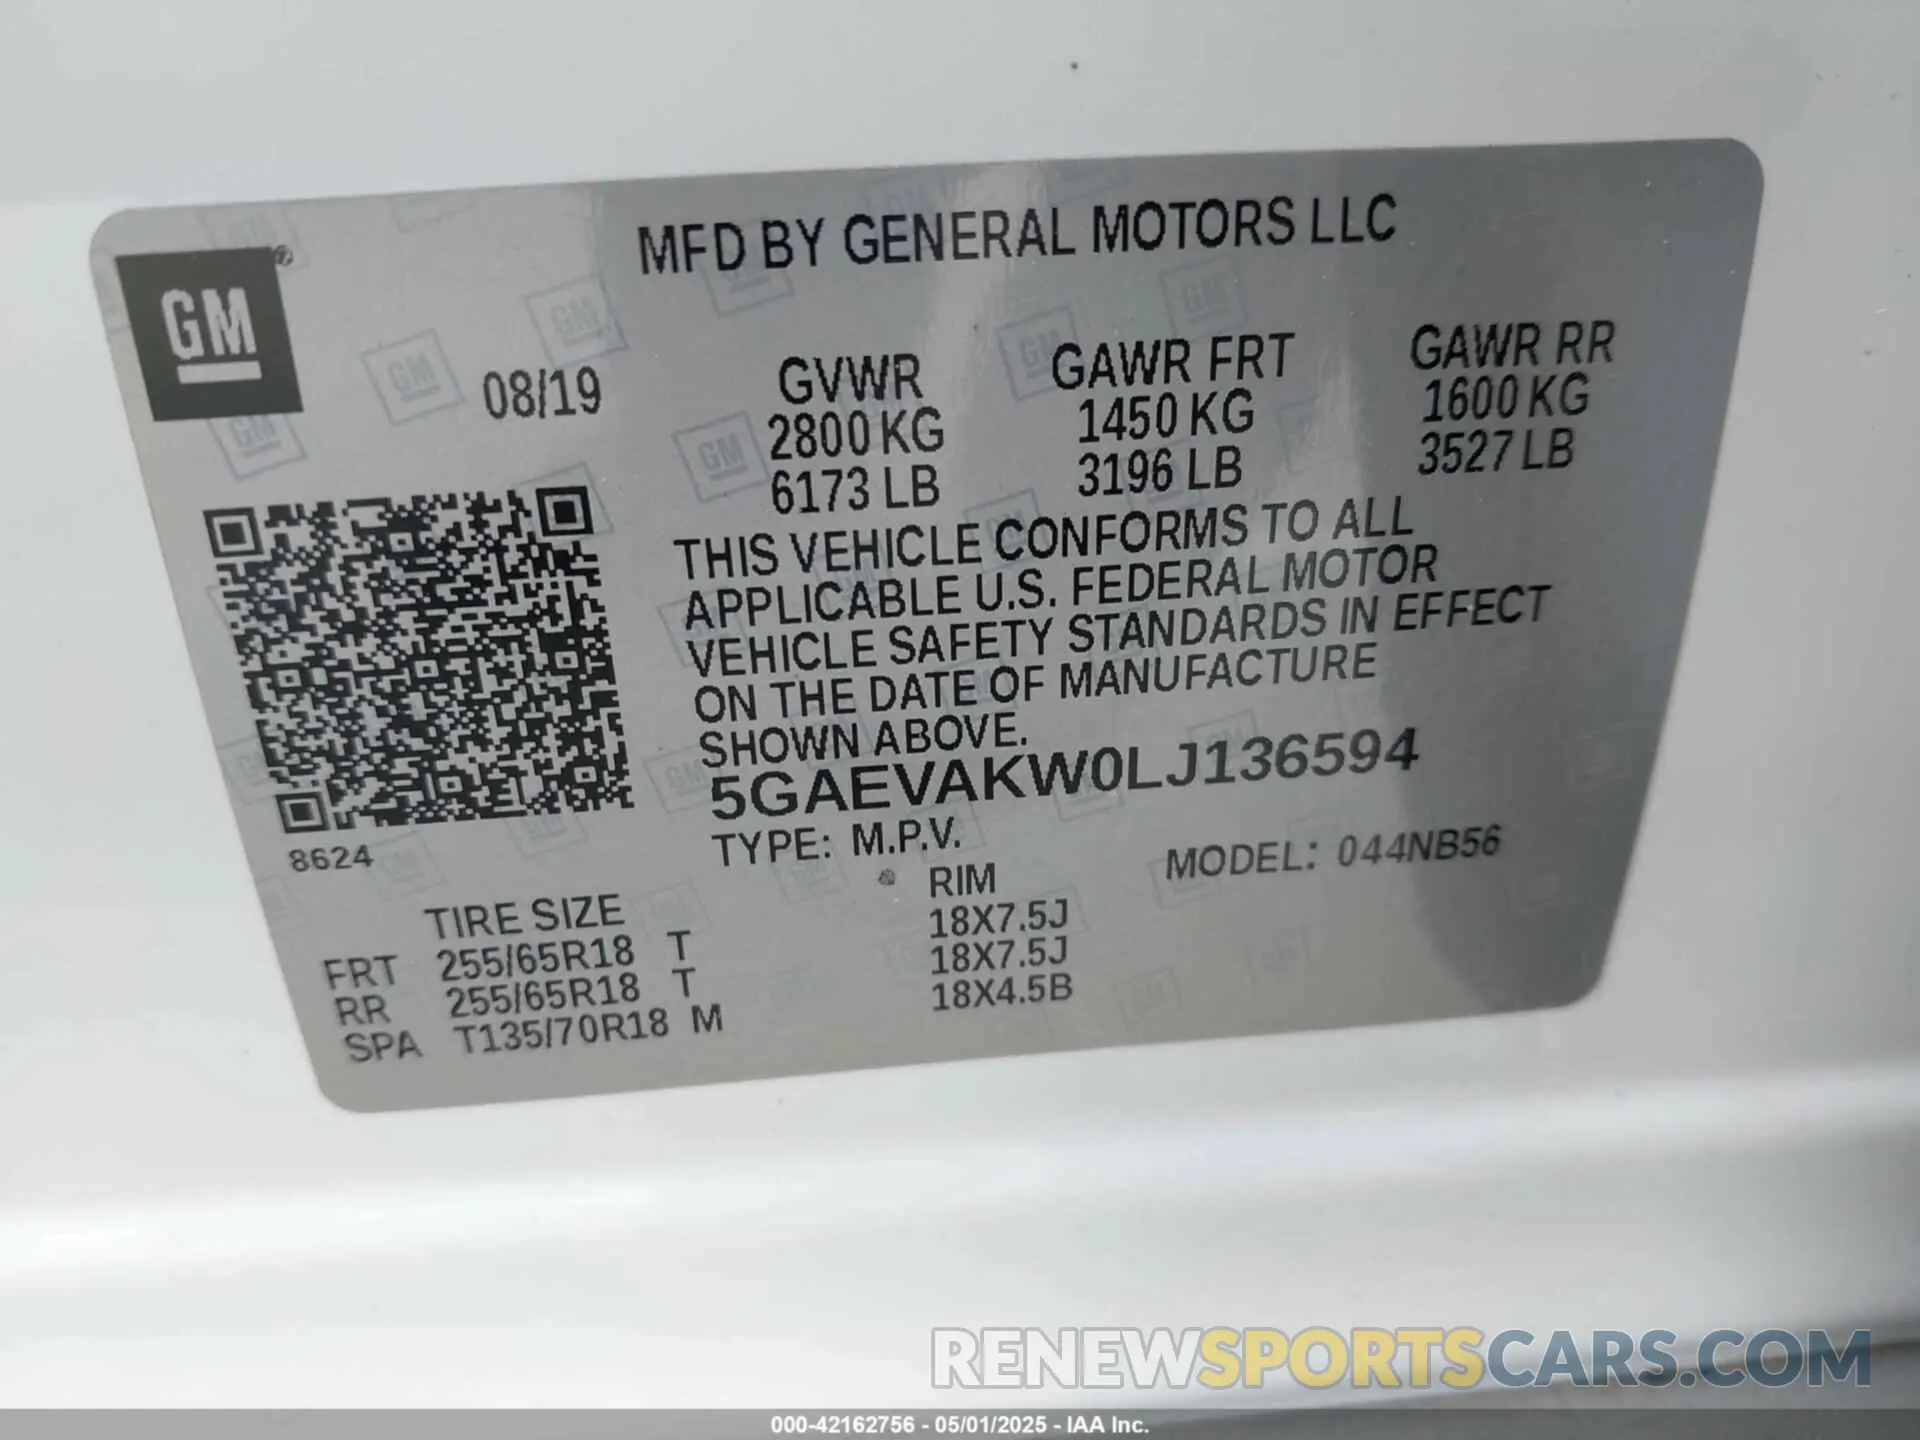 MFD BY GENERAL MOTORS LLC
GM®
08/19
GVWR
2800 KG
6173 LB
GAWR FRT
1450 KG
3196 LB
GAWR RR
1600 KG
3527 LB
THIS VEHICLE CONFORMS TO ALL
APPLICABLE U.S. FEDERAL MOTOR
VEHICLE SAFETY STANDARDS IN EFFECT
ON THE DATE OF MANUFACTURE
SHOWN ABOVE.
5GAEVAKW0LJ136594
TYPE: M.P.V.
MODEL: 044NB56
8624
TIRE SIZE RIM
FRT 255/65R18 T 18X7.5J
RR 255/65R18 T 18X7.5J
SPA T135/70R18 M 18X4.5B
RENEWSPORTSCARS.COM
000-42162756 - 05/01/2025 - IAA Inc.